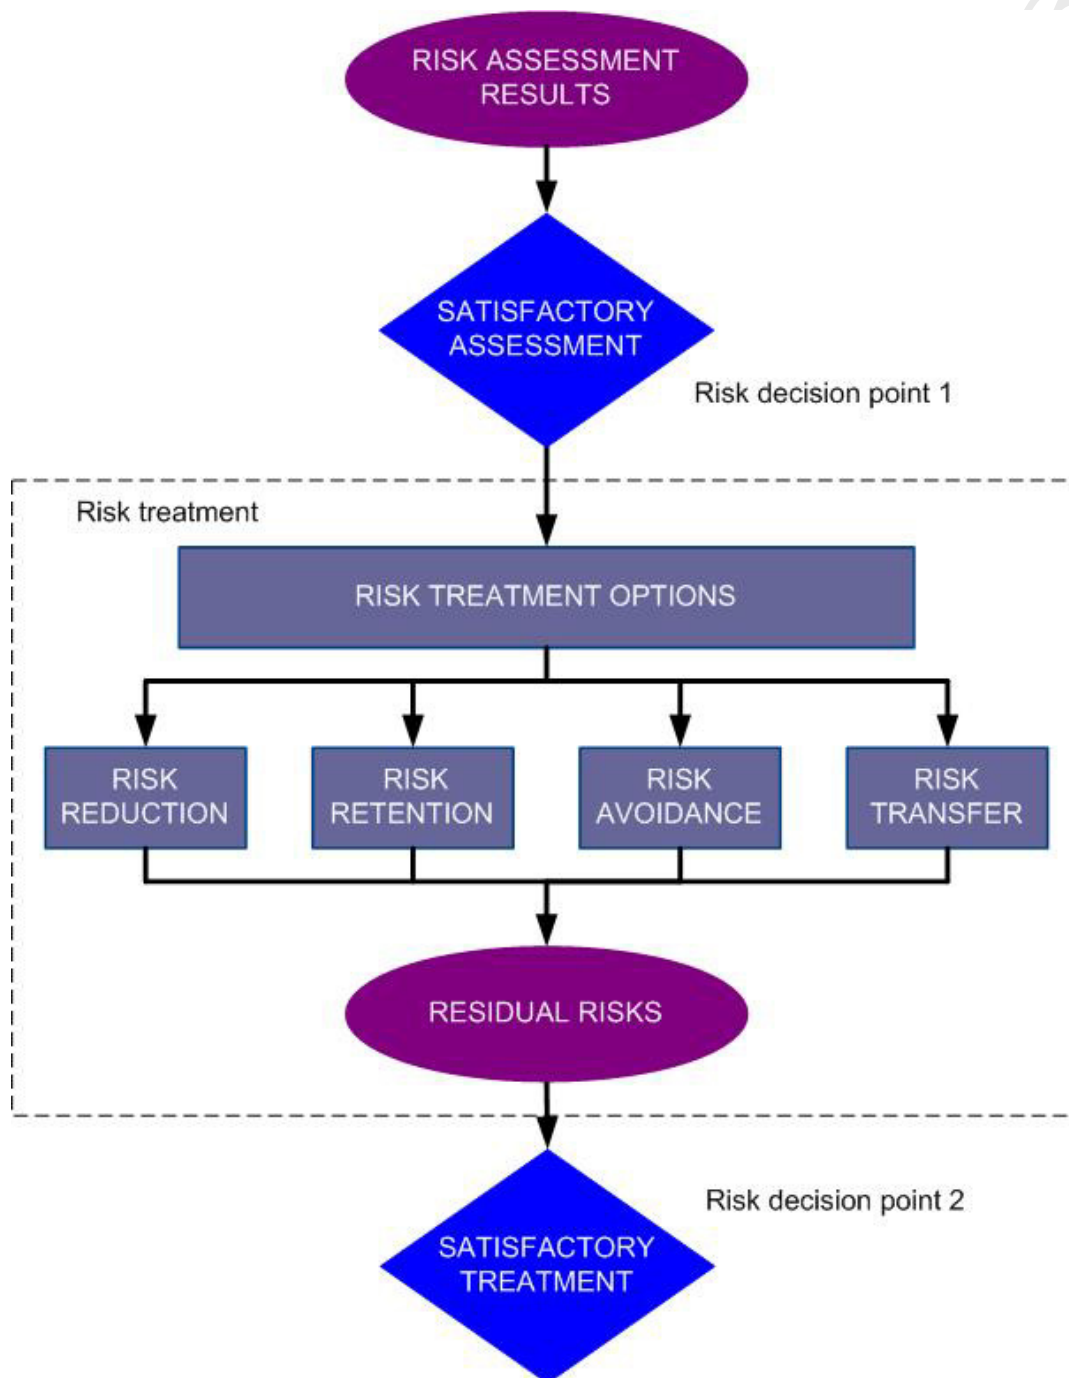 RISK ASSESSMENT
RESULTS
SATISFACTORY
ASSESSMENT
Risk decision point 1
Risk treatment
RISK TREATMENT OPTIONS
RISK
REDUCTION
RISK
RETENTION
RISK
AVOIDANCE
RISK
TRANSFER
RESIDUAL RISKS
Risk decision point 2
SATISFACTORY
TREATMENT